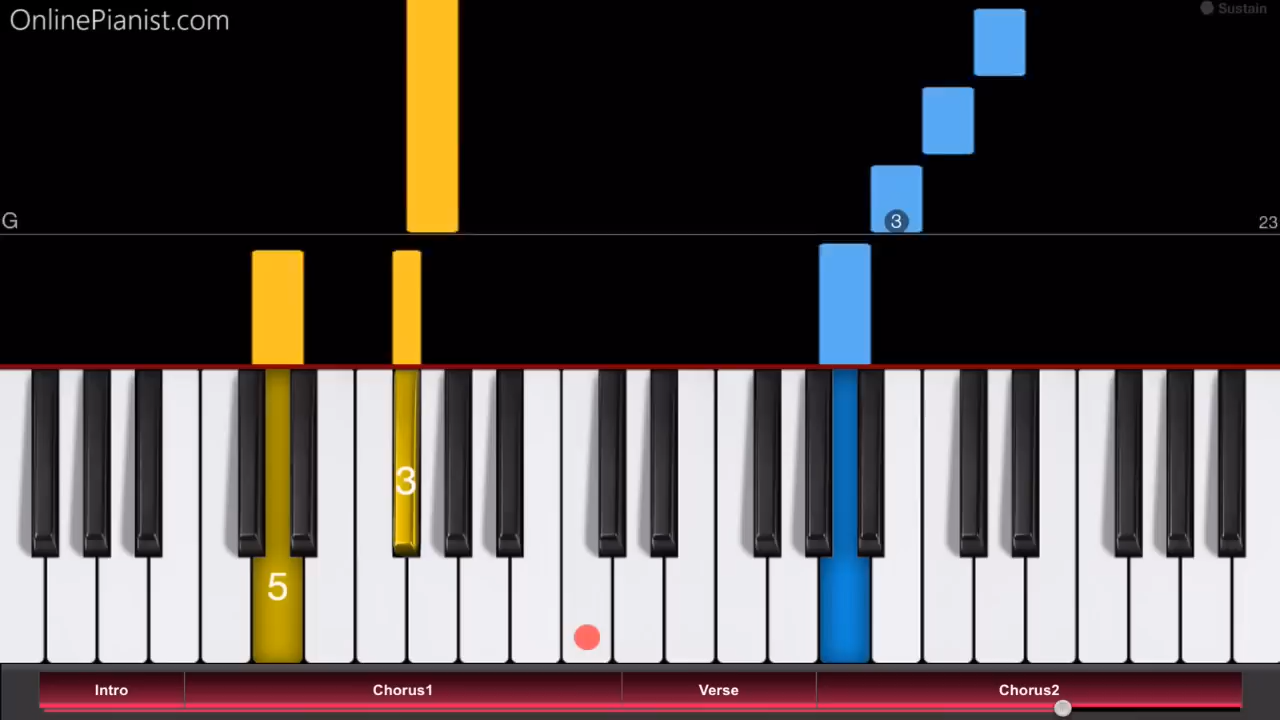 OnlinePianist.com
Sustain
G
3
23
3
5
Intro Chorus1 Verse Chorus2